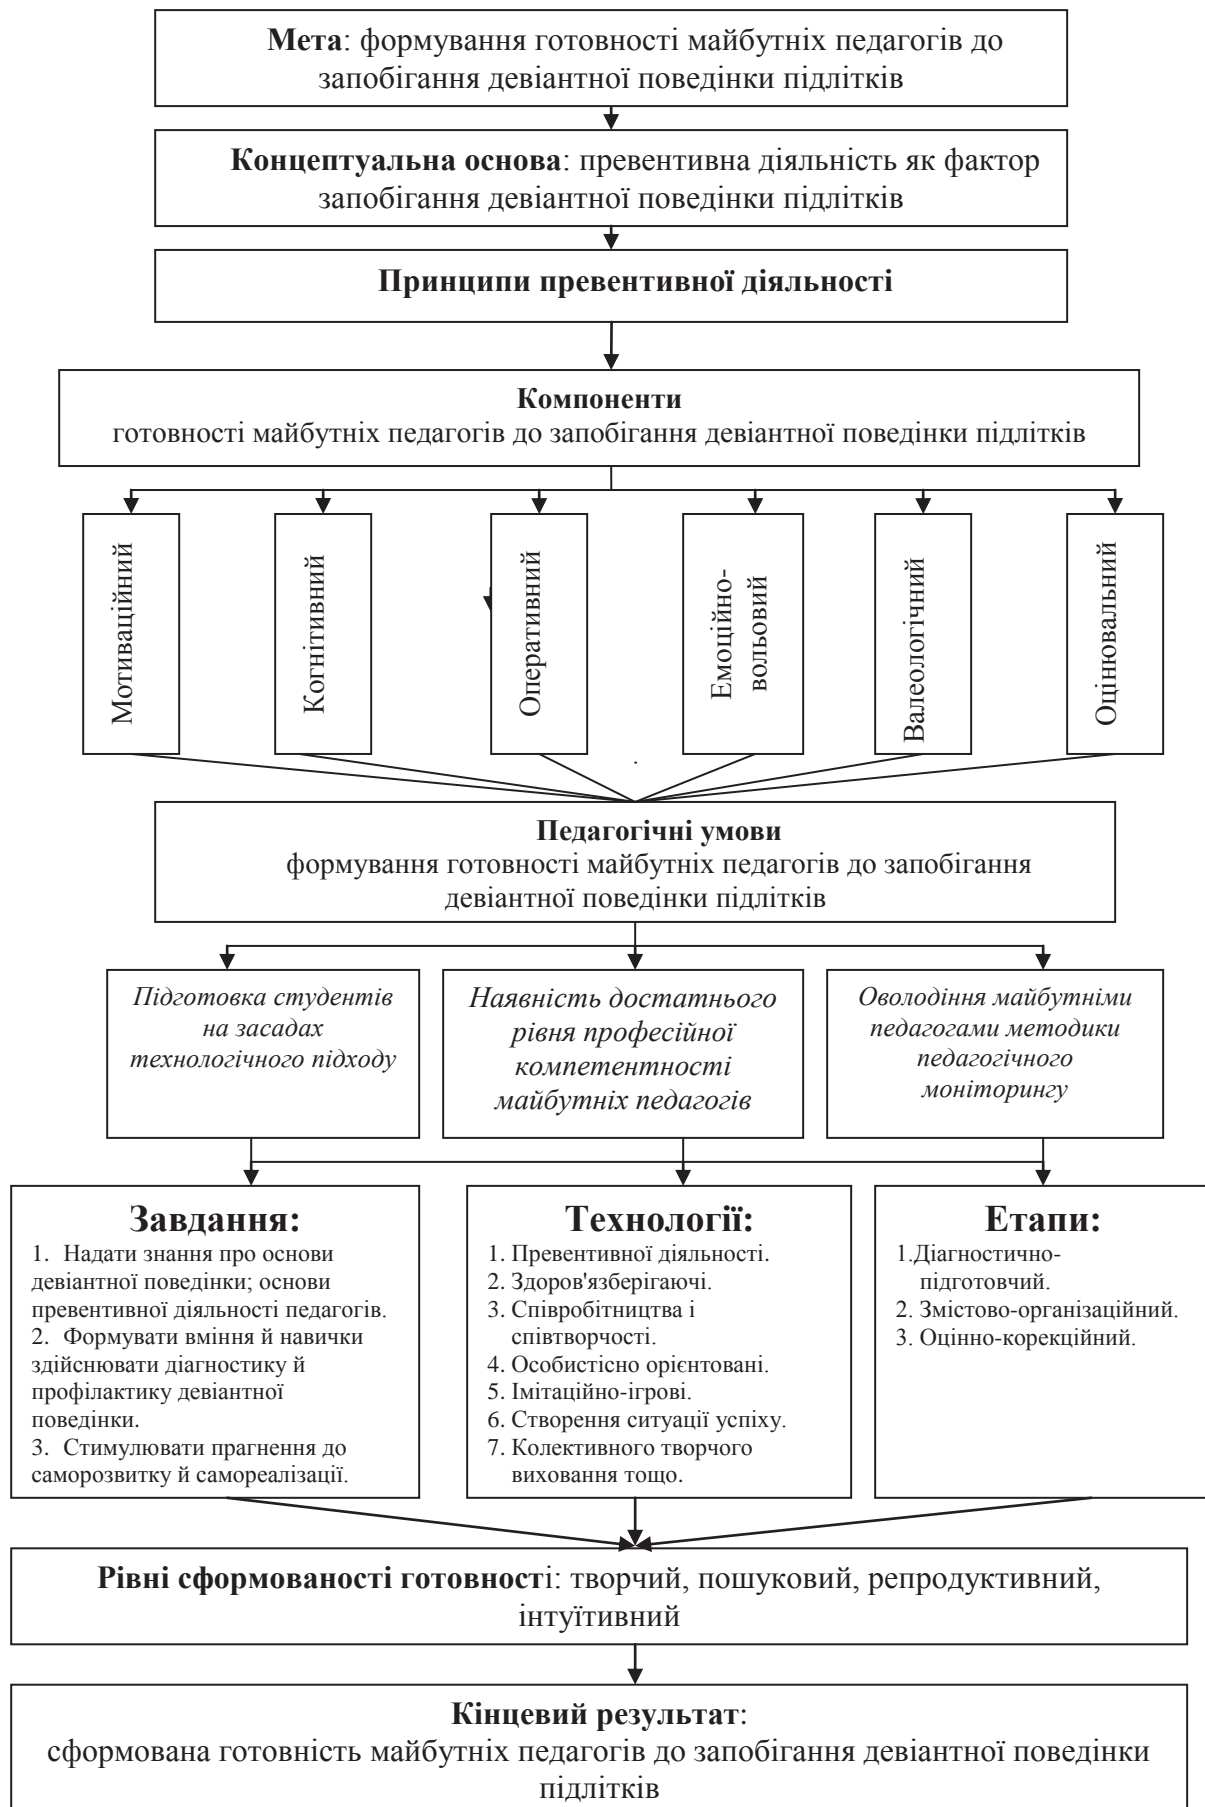 Мета: формування готовності майбутніх педагогів до
запобігання девіантної поведінки підлітків
Концептуальна основа: превентивна діяльність як фактор
запобігання девіантної поведінки підлітків
Принципи превентивної діяльності
Компоненти
готовності майбутніх педагогів до запобігання девіантної поведінки підлітків
Мотиваційний
Когнітивний
Оперативний
Емоційно-
вольовий
Валеологічний
Оцінювальний
Педагогічні умови
формування готовності майбутніх педагогів до запобігання
девіантної поведінки підлітків
Підготовка студентів
на засадах
технологічного підходу
Наявність достатнього
рівня професійної
компетентності
майбутніх педагогів
Оволодіння майбутніми
педагогами методики
педагогічного
моніторингу
Завдання:
1. Надати знання про основи
девіантної поведінки; основи
превентивної діяльності педагогів.
2. Формувати вміння й навички
здійснювати діагностику й
профілактику девіантної
поведінки.
3. Стимулювати прагнення до
саморозвитку й самореалізації.
Технології:
1. Превентивної діяльності.
2. Здоров'язберігаючі.
3. Співробітництва і
співтворчості.
4. Особистісно орієнтовані.
5. Імітаційно-ігрові.
6. Створення ситуації успіху.
7. Колективного творчого
виховання тощо.
Етапи:
1.Діагностично-
підготовчий.
2. Змістово-організаційний.
3. Оцінно-корекційний.
Рівні сформованості готовності: творчий, пошуковий, репродуктивний,
інтуїтивний
Кінцевий результат:
сформована готовність майбутніх педагогів до запобігання девіантної поведінки
підлітків